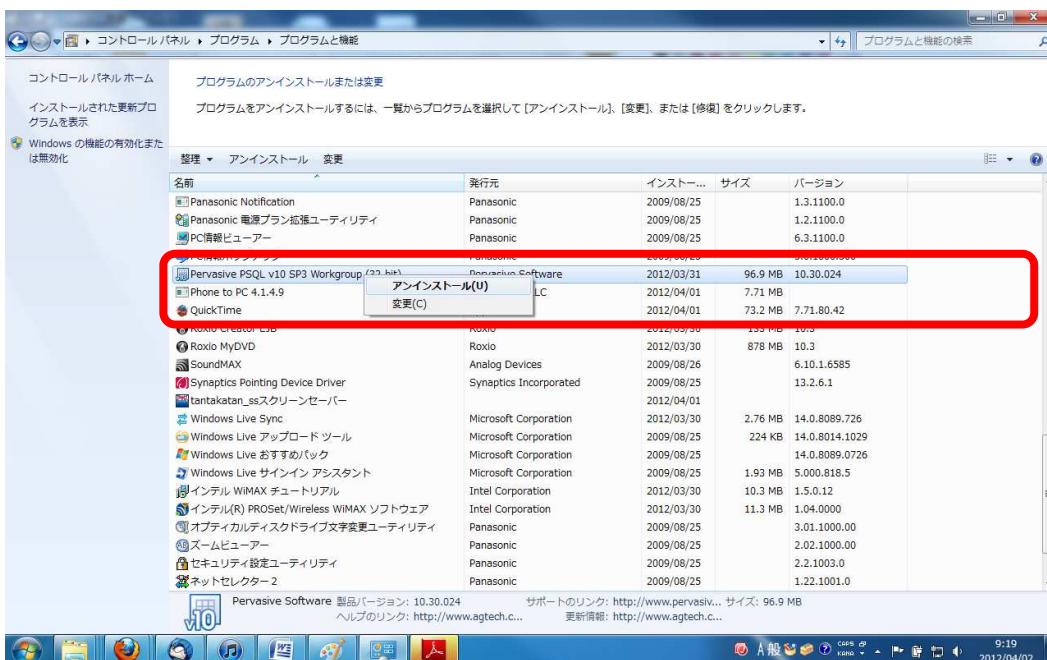 コントロール パネル ▸ プログラム ▸ プログラムと機能
プログラムと機能の検索
コントロール パネル ホーム
インストールされた更新プロ
グラムを表示
Windows の機能の有効化また
は無効化
プログラムのアンインストールまたは変更
プログラムをアンインストールするには、一覧からプログラムを選択して [アンインストール]、[変更]、または [修復] をクリックします。
整理 ▼ アンインストール 変更
名前 発行元 インストー... サイズ バージョン
Panasonic Notification Panasonic 2009/08/25 1.3.1100.0
Panasonic 電源プラン拡張ユーティリティ Panasonic 2009/08/25 1.2.1100.0
PC情報ビューアー Panasonic 2009/08/25 6.3.1100.0
Pervasive PSQL v10 SP3 Workgroup (32-bit) Pervasive Software 2012/03/31 96.9 MB 10.30.024
アンインストール(U)
変更(C)
Phone to PC 4.1.4.9 LLC 2012/04/01 7.71 MB
QuickTime 2012/04/01 73.2 MB 7.71.80.42
Roxio Creator LJB Roxio 2012/03/30 133 MB 10.3
Roxio MyDVD Roxio 2012/03/30 878 MB 10.3
SoundMAX Analog Devices 2009/08/26 6.10.1.6585
Synaptics Pointing Device Driver Synaptics Incorporated 2009/08/25 13.2.6.1
tantakatan_ssスクリーンセーバー 2012/04/01
Windows Live Sync Microsoft Corporation 2012/03/30 2.76 MB 14.0.8089.726
Windows Live アップロード ツール Microsoft Corporation 2009/08/25 224 KB 14.0.8014.1029
Windows Live おすすめパック Microsoft Corporation 2009/08/25 14.0.8089.0726
Windows Live サインイン アシスタント Microsoft Corporation 2009/08/25 1.93 MB 5.000.818.5
インテル WiMAX チュートリアル Intel Corporation 2012/03/30 10.3 MB 1.5.0.12
インテル(R) PROSet/Wireless WiMAX ソフトウェア Intel Corporation 2012/03/30 11.3 MB 1.04.0000
オプティカルディスクドライブ文字変更ユーティリティ Panasonic 2009/08/25 3.01.1000.00
ズームビューアー Panasonic 2009/08/25 2.02.1000.00
セキュリティ設定ユーティリティ Panasonic 2009/08/25 2.2.1003.0
ネットセレクター 2 Panasonic 2009/08/25 1.22.1001.0
v10
Pervasive Software 製品バージョン: 10.30.024 サポートのリンク: http://www.pervasiv... サイズ: 96.9 MB
ヘルプのリンク: http://www.agtech.c... 更新情報: http://www.agtech.c...
A 般 CAPS KANA 9:19
2012/04/02